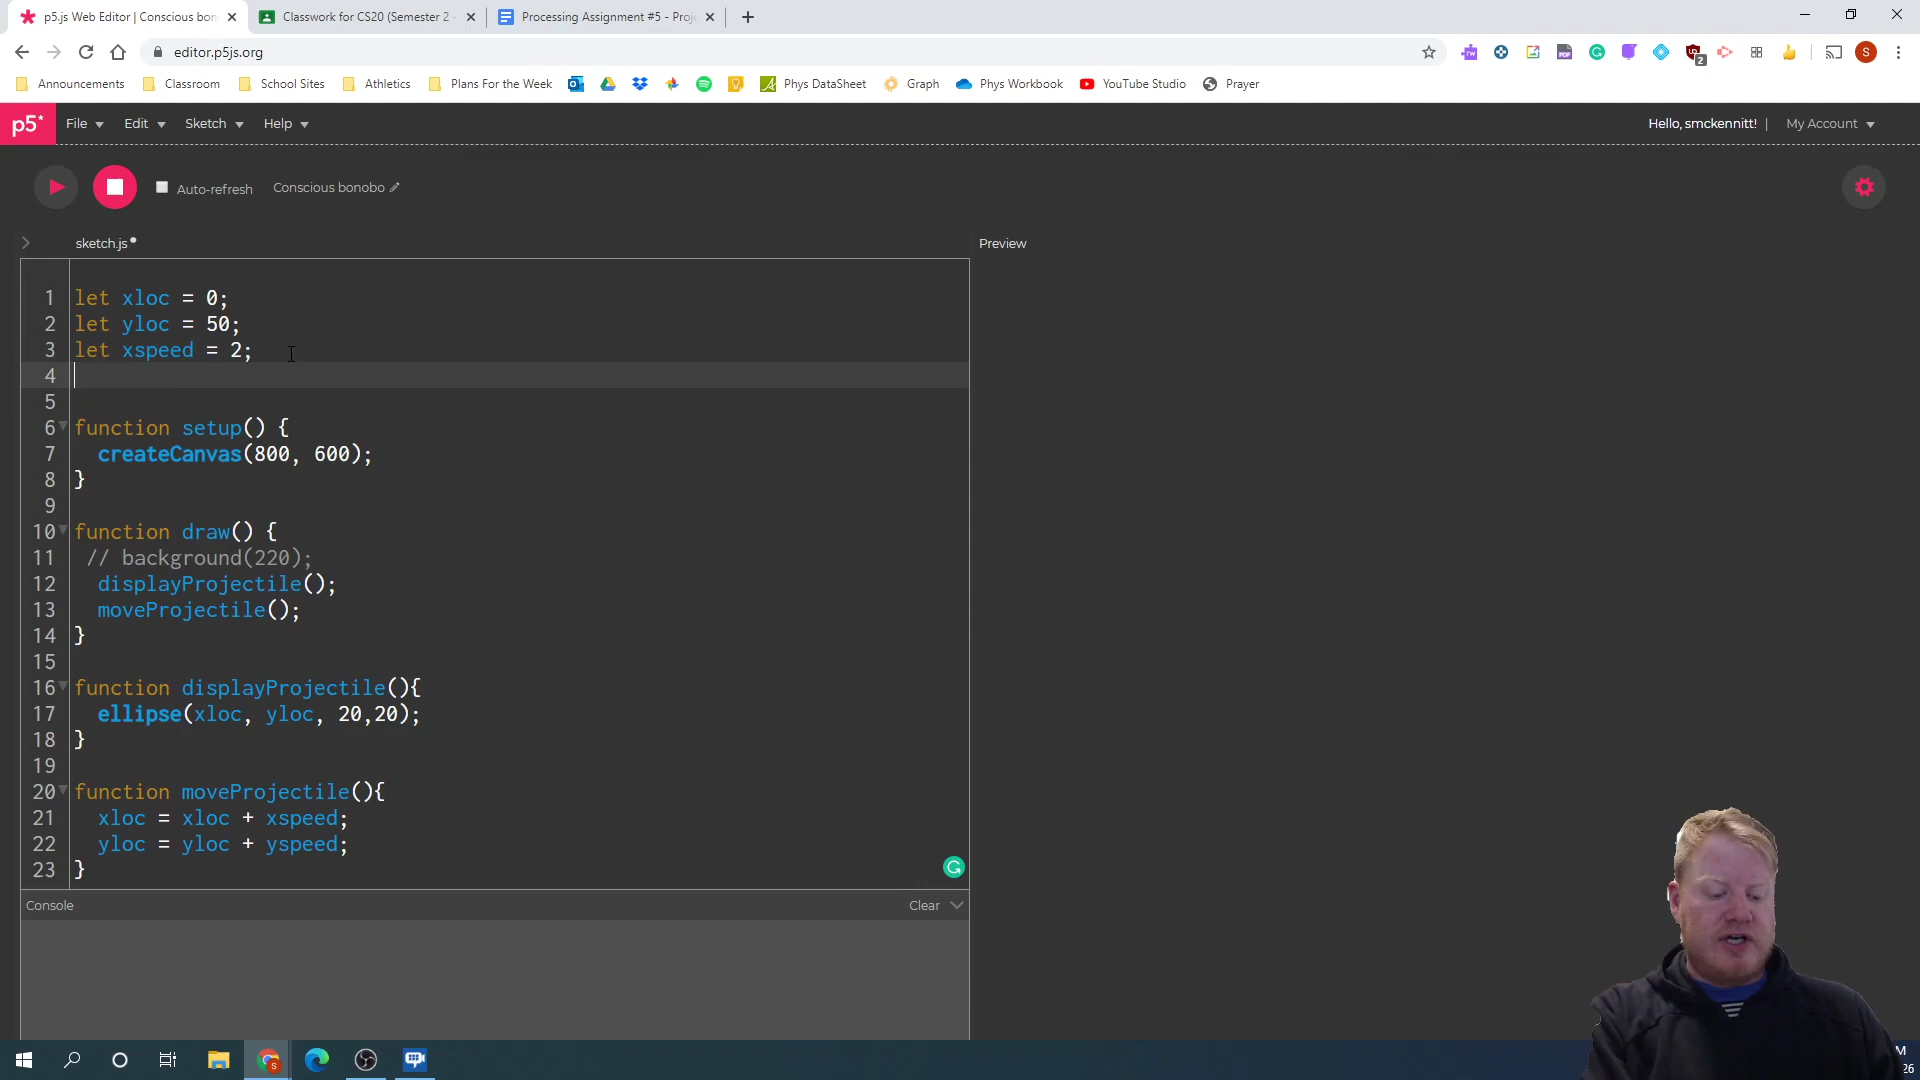 p5.js Web Editor | Conscious bon
Classwork for CS20 (Semester 2 -
Processing Assignment #5 - Proj
editor.p5js.org
2
S
Announcements
Classroom
School Sites
Athletics
Plans For the Week
Phys DataSheet
Graph
Phys Workbook
YouTube Studio
Prayer
p5*
File
Edit
Sketch
Help
Hello, smckennitt! |
My Account
Auto-refresh
Conscious bonobo
sketch.js
Preview
1 let xloc = 0;
2 let yloc = 50;
3 let xspeed = 2;
4
5
6 function setup() {
7 createCanvas(800, 600);
8 }
9
10 function draw() {
11 // background(220);
12 displayProjectile();
13 moveProjectile();
14 }
15
16 function displayProjectile(){
17 ellipse(xloc, yloc, 20,20);
18 }
19
20 function moveProjectile(){
21 xloc = xloc + xspeed;
22 yloc = yloc + yspeed;
23 }
Console
Clear
M
26